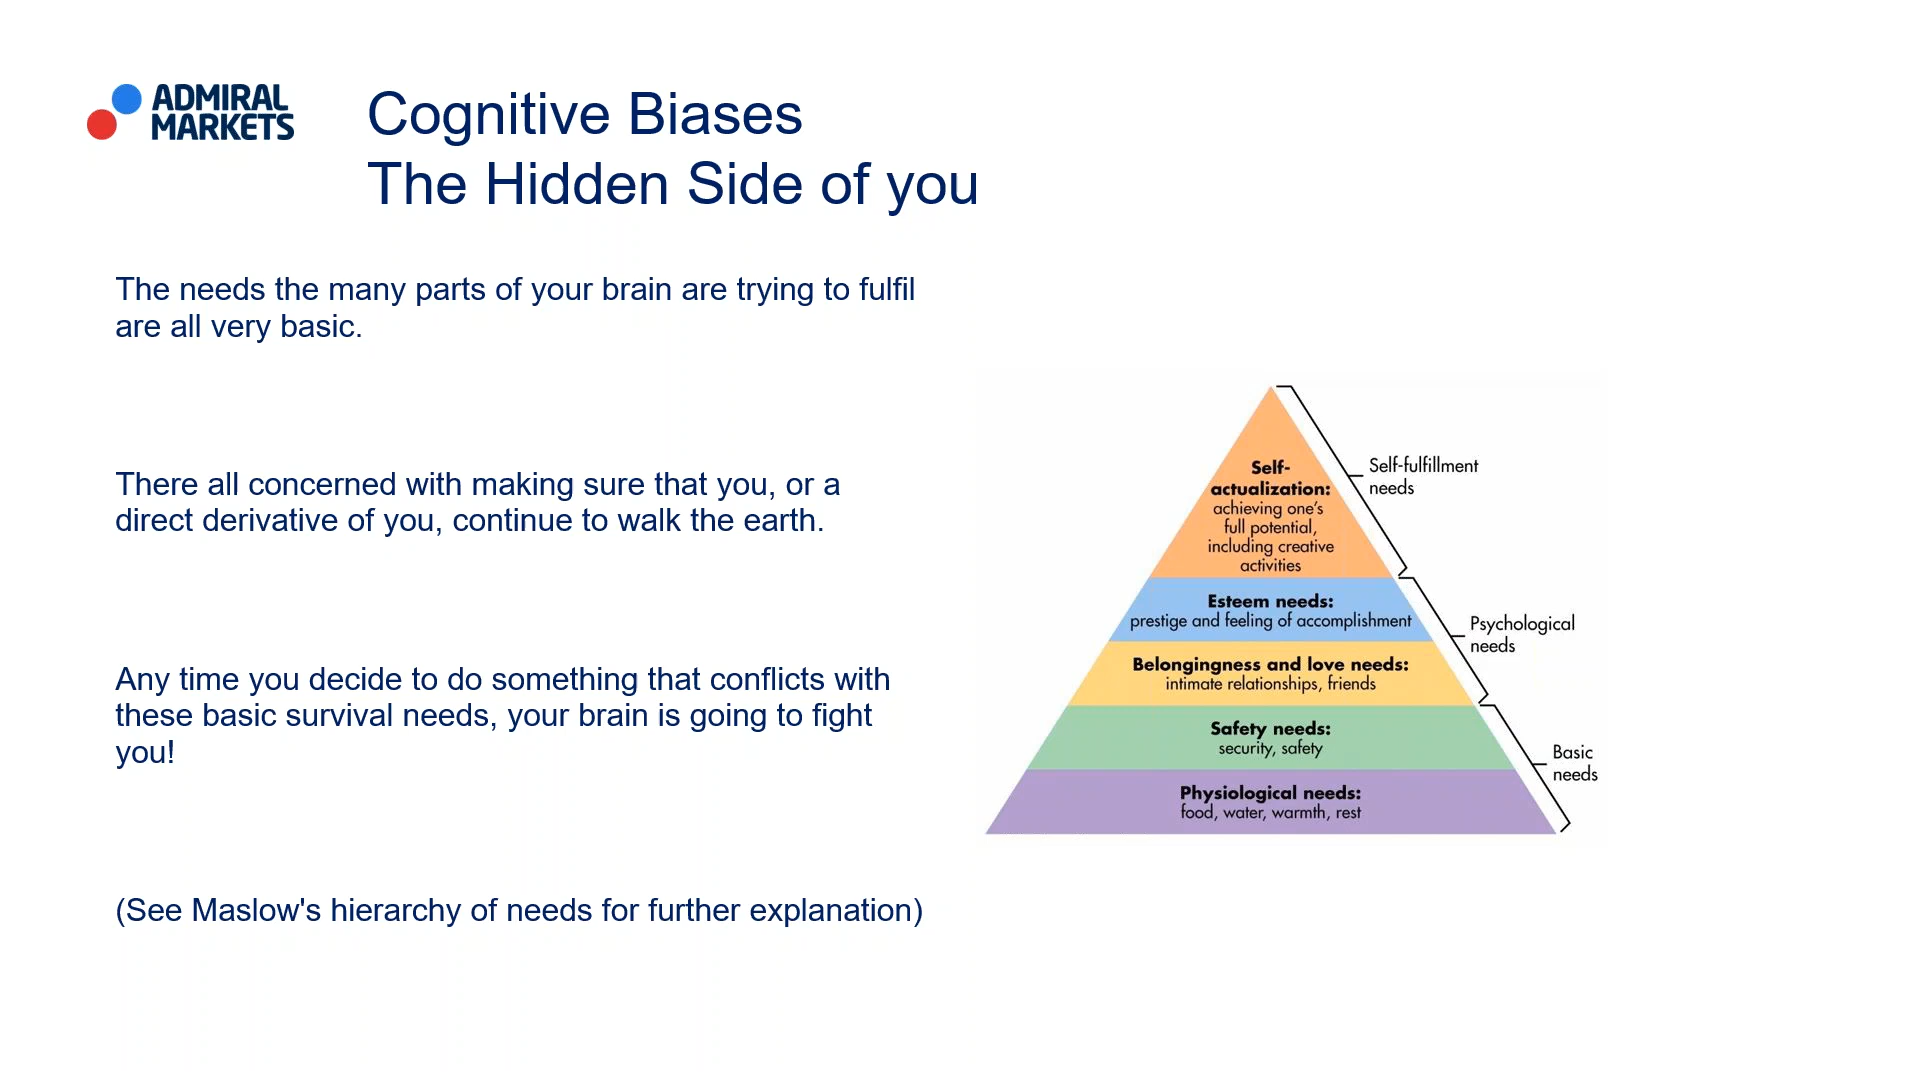 ADMIRAL
MARKETS
Cognitive Biases
The Hidden Side of you
The needs the many parts of your brain are trying to fulfil
are all very basic.
There all concerned with making sure that you, or a
direct derivative of you, continue to walk the earth.
Any time you decide to do something that conflicts with
these basic survival needs, your brain is going to fight
you!
(See Maslow's hierarchy of needs for further explanation)
Self-
actualization:
achieving one's
full potential,
including creative
activities
Self-fulfillment
needs
Esteem needs:
prestige and feeling of accomplishment
Belongingness and love needs:
intimate relationships, friends
Psychological
needs
Safety needs:
security, safety
Physiological needs:
food, water, warmth, rest
Basic
needs